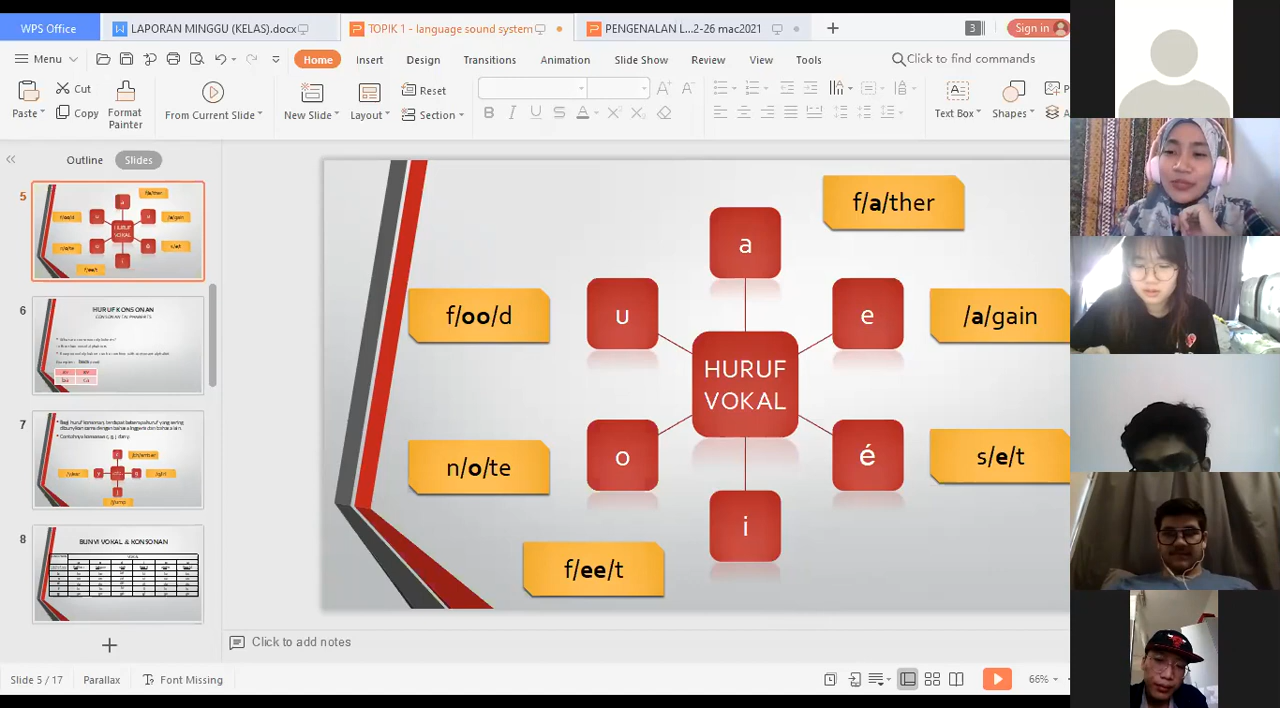 WPS Office
LAPORAN MINGGU (KELAS).docx
TOPIK 1 - language sound system
PENGENALAN L...2-26 mac2021
3
Sign in
Menu
Home
Insert
Design
Transitions
Animation
Slide Show
Review
View
Tools
Click to find commands
Paste
Cut
Format
Painter
From Current Slide
New Slide
Layout
Reset
Section
B I U S A X² X₂
Text Box
Shapes
Outline
Slides
5
6
HURUF KONSONAN
7
8
BUNYI VOKAL & KONSONAN
f/a/ther
a
f/oo/d
u
e
/a/gain
HURUF
VOKAL
n/o/te
o
é
s/e/t
i
f/ee/t
Click to add notes
Slide 5 / 17
Parallax
Font Missing
66%